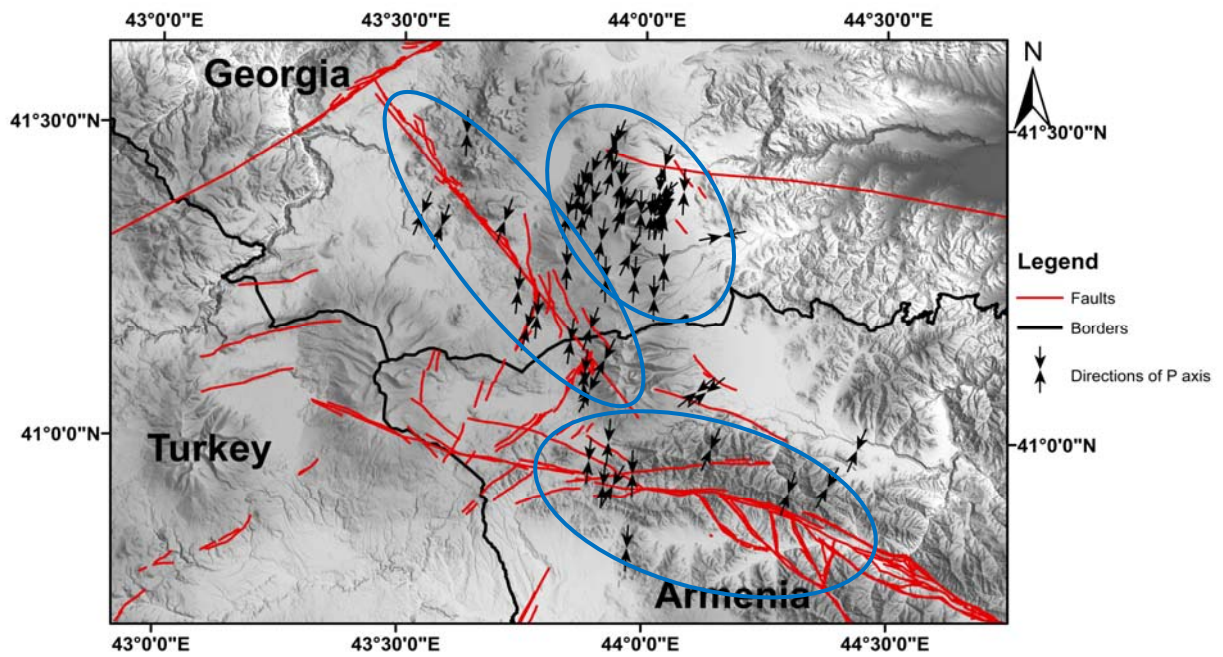 43°0'0"E 43°30'0"E 44°0'0"E 44°30'0"E
Georgia
N
41°30'0"N 41°30'0"N
Legend
Faults
Borders
Directions of P axis
41°0'0"N 41°0'0"N
Turkey
Armenia
43°0'0"E 43°30'0"E 44°0'0"E 44°30'0"E